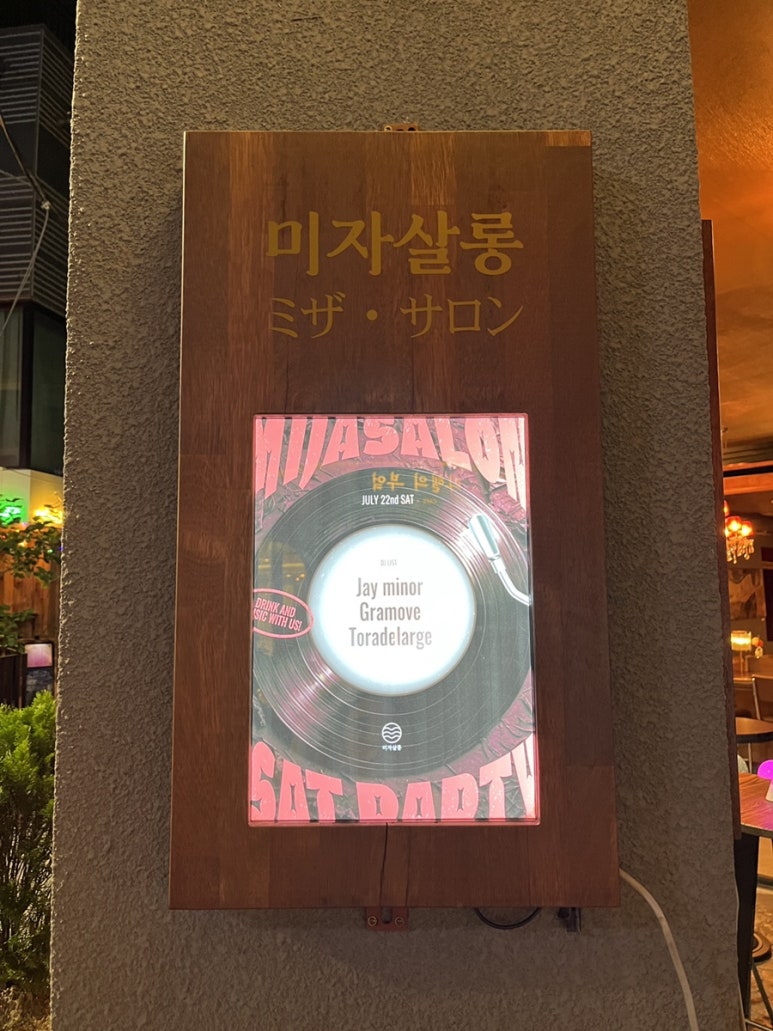 미자살롱
ミザ・サロン
MIJASALON
JULY 22nd SAT
DJ LIST
Jay minor
Gramove
Toradelarge
DRINK AND
MUSIC WITH US!
미자살롱
SAT PARTY